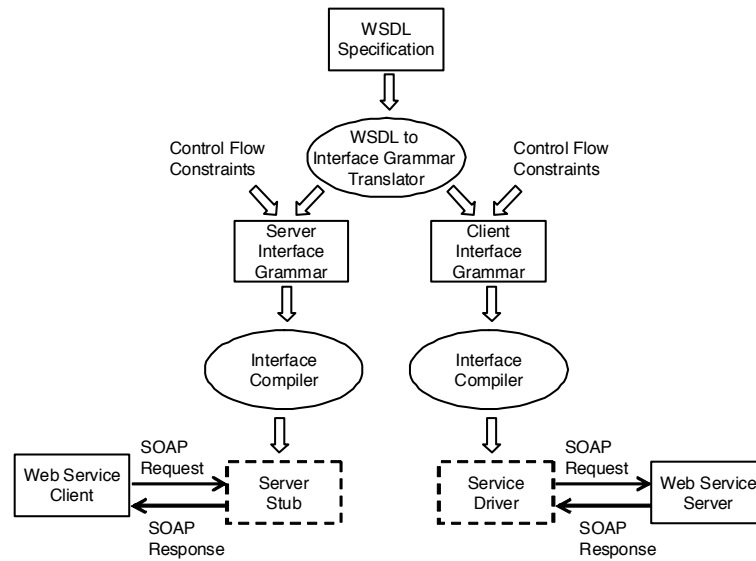 WSDL
Specification
WSDL to
Interface Grammar
Translator
Control Flow
Constraints
Control Flow
Constraints
Server
Interface
Grammar
Client
Interface
Grammar
Interface
Compiler
Interface
Compiler
Web Service
Client
SOAP
Request
SOAP
Response
Server
Stub
Service
Driver
SOAP
Request
SOAP
Response
Web Service
Server